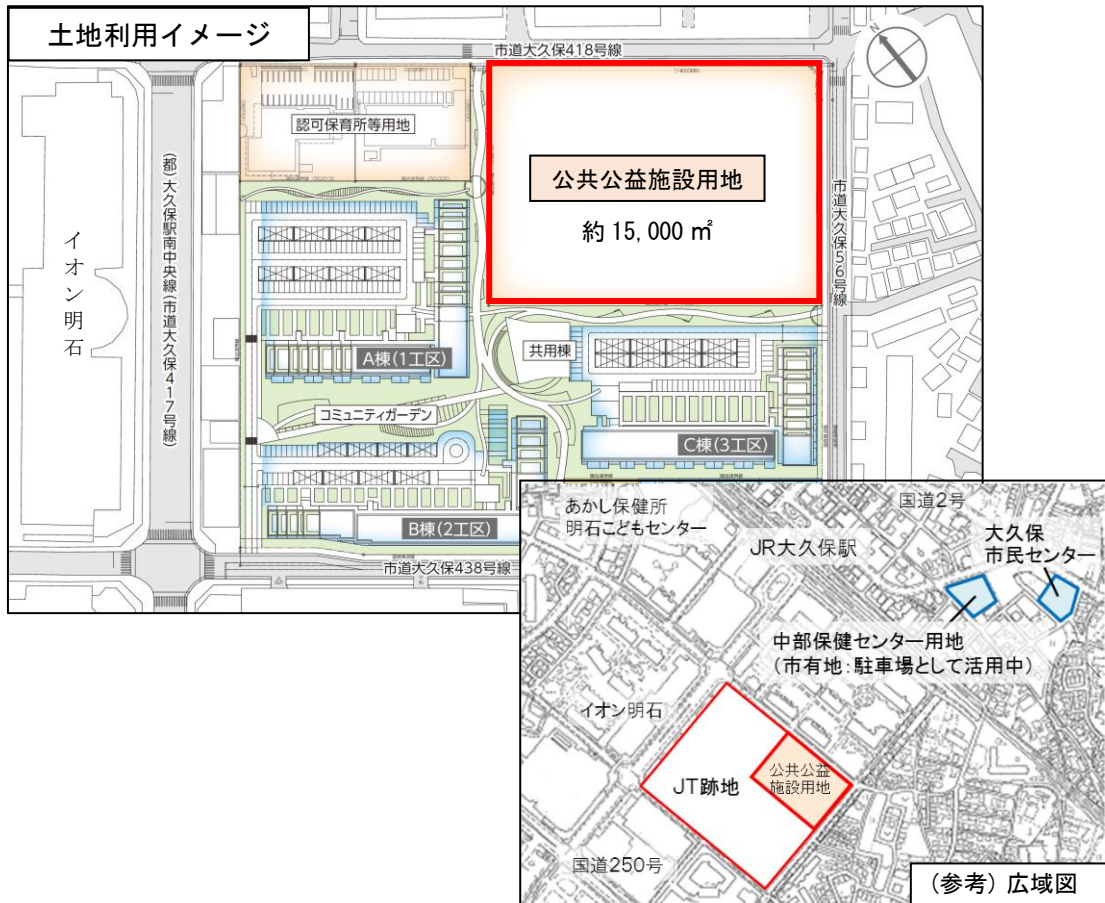 土地利用イメージ
市道大久保418号線
N
(142,088)
認可保育所等用地
公共公益施設用地
約15,000㎡
(都)大久保駅南中央線(市道大久保417号線)
イオン明石
市道大久保56号線
共用棟
A棟(1工区)
コミュニティガーデン
C棟(3工区)
B棟(2工区)
市道大久保438号線
あかし保健所
明石こどもセンター
国道2号
JR大久保駅
大久保
市民センター
中部保健センター用地
(市有地:駐車場として活用中)
イオン明石
JT跡地
公共公益
施設用地
国道250号
(参考)広域図